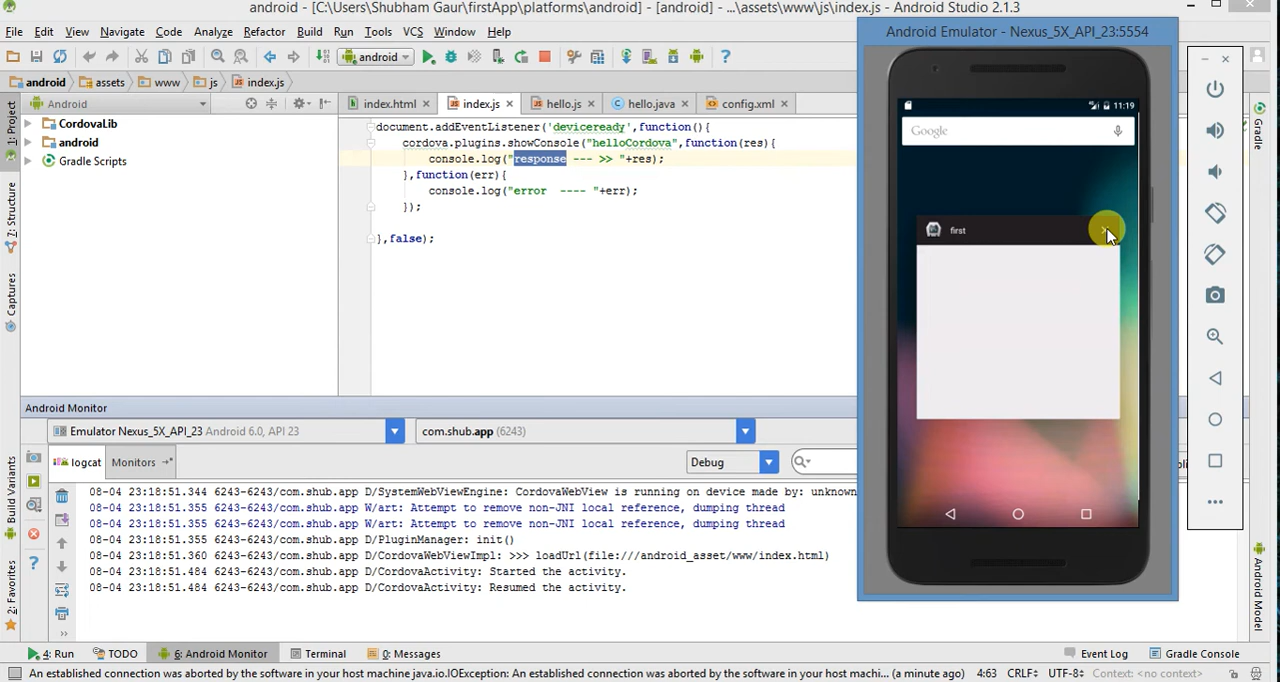 android - [C:\Users\Shubham Gaur\firstApp\platforms\android] - [android] - ...\assets\www\js\index.js - Android Studio 2.1.3
File Edit View Navigate Code Analyze Refactor Build Run Tools VCS Window Help
android
android assets www js index.js
Android
index.html index.js hello.js hello.java config.xml
CordovaLib
android
Gradle Scripts
document.addEventListener('deviceready',function(){
cordova.plugins.showConsole("helloCordova",function(res){
console.log("response --- >> "+res);
},function(err){
console.log("error ---- "+err);
});
},false);
Android Emulator - Nexus_5X_API_23:5554
11:19
Google
first
1: Project
7: Structure
Captures
Build Variants
2: Favorites
Gradle
Android Model
Android Monitor
Emulator Nexus_5X_API_23 Android 6.0, API 23
com.shub.app (6243)
logcat Monitors
Debug
08-04 23:18:51.344 6243-6243/com.shub.app D/SystemWebViewEngine: CordovaWebView is running on device made by: unknown
08-04 23:18:51.355 6243-6243/com.shub.app W/art: Attempt to remove non-JNI local reference, dumping thread
08-04 23:18:51.355 6243-6243/com.shub.app W/art: Attempt to remove non-JNI local reference, dumping thread
08-04 23:18:51.355 6243-6243/com.shub.app D/PluginManager: init()
08-04 23:18:51.360 6243-6243/com.shub.app D/CordovaWebViewImpl: >>> loadUrl(file:///android_asset/www/index.html)
08-04 23:18:51.484 6243-6243/com.shub.app D/CordovaActivity: Started the activity.
08-04 23:18:51.484 6243-6243/com.shub.app D/CordovaActivity: Resumed the activity.
4: Run TODO 6: Android Monitor Terminal 0: Messages Event Log Gradle Console
An established connection was aborted by the software in your host machine java.io.IOException: An established connection was aborted by the software in your host machi... (a minute ago) 4:63 CRLF UTF-8 Context: <no context>